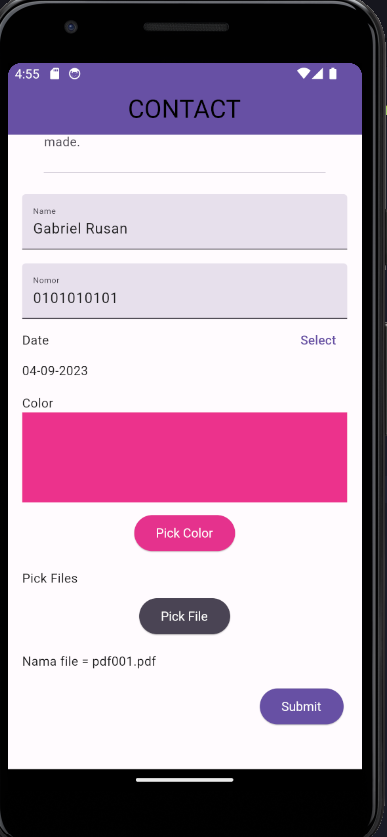 4:55
CONTACT
made.
Name
Gabriel Rusan
Nomor
0101010101
Date
Select
04-09-2023
Color
Pick Color
Pick Files
Pick File
Nama file = pdf001.pdf
Submit